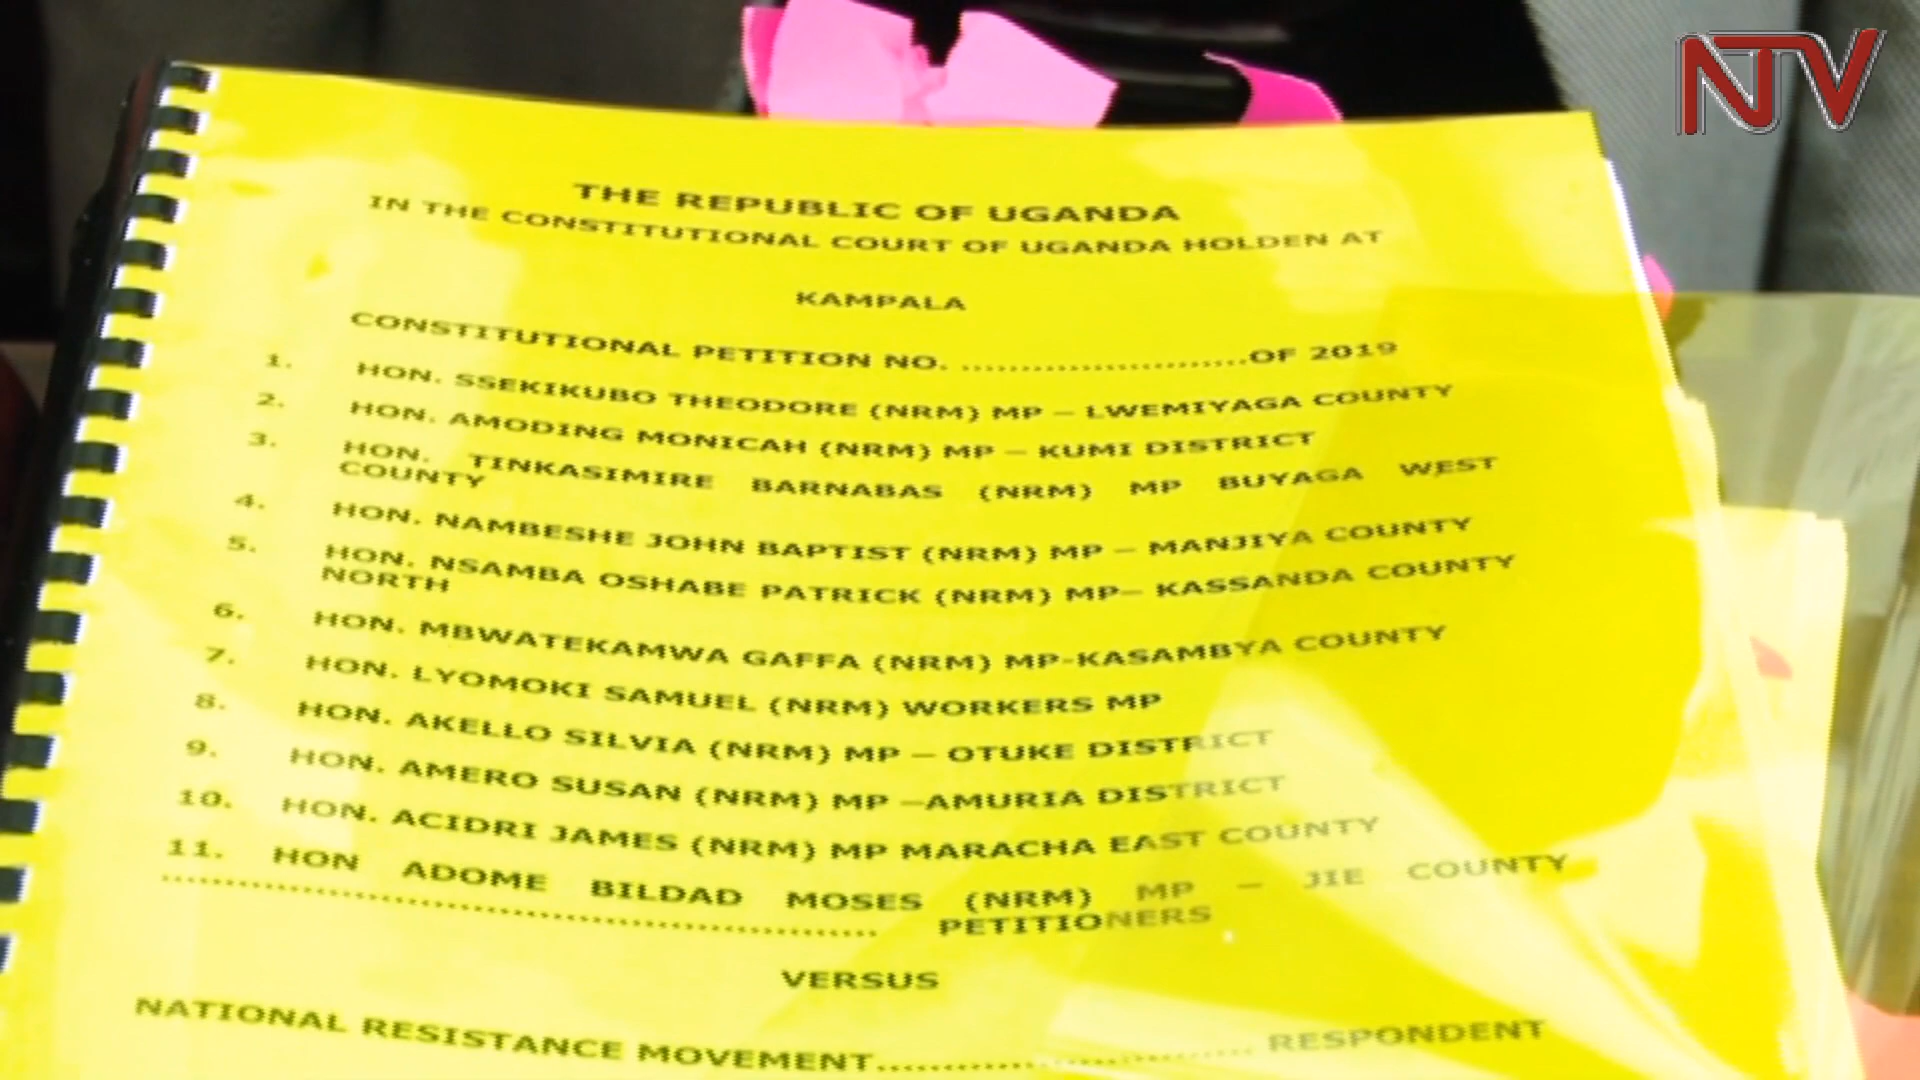 NTV
THE REPUBLIC OF UGANDA
IN THE CONSTITUTIONAL COURT OF UGANDA HOLDEN AT
KAMPALA
CONSTITUTIONAL PETITION NO. ........................OF 2019
1. HON. SSEKIKUBO THEODORE (NRM) MP – LWEMIYAGA COUNTY
2. HON. AMODING MONICAH (NRM) MP – KUMI DISTRICT
3. HON. TINKASIMIRE BARNABAS (NRM) MP BUYAGA WEST
COUNTY
4. HON. NAMBESHE JOHN BAPTIST (NRM) MP – MANJIYA COUNTY
5. HON. NSAMBA OSHABE PATRICK (NRM) MP– KASSANDA COUNTY
NORTH
6. HON. MBWATEKAMWA GAFFA (NRM) MP-KASAMBYA COUNTY
7. HON. LYOMOKI SAMUEL (NRM) WORKERS MP
8. HON. AKELLO SILVIA (NRM) MP – OTUKE DISTRICT
9. HON. AMERO SUSAN (NRM) MP –AMURIA DISTRICT
10. HON. ACIDRI JAMES (NRM) MP MARACHA EAST COUNTY
11. HON ADOME BILDAD MOSES (NRM) MP – JIE COUNTY
........................................................ PETITIONERS
VERSUS
NATIONAL RESISTANCE MOVEMENT.............................. RESPONDENT